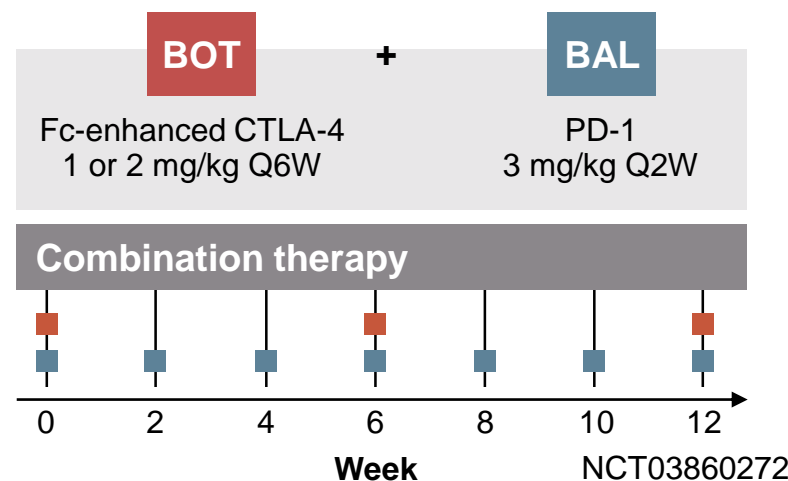 BOT + BAL
Fc-enhanced CTLA-4
1 or 2 mg/kg Q6W
PD-1
3 mg/kg Q2W
Combination therapy
0 2 4 6 8 10 12
Week
NCT03860272